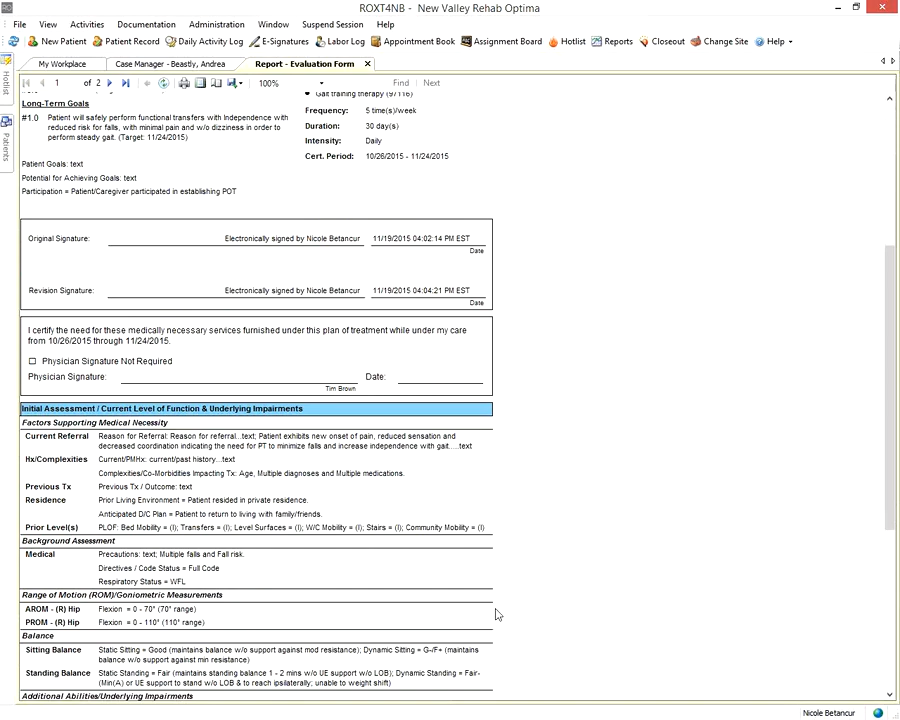 ROXT4NB - New Valley Rehab Optima
File View Activities Documentation Administration Window Suspend Session Help
New Patient Patient Record Daily Activity Log E-Signatures Labor Log Appointment Book Assignment Board Hotlist Reports Closeout Change Site Help
My Workplace Case Manager - Beastly, Andrea Report - Evaluation Form
1 of 2 100% Find Next
Hotlist
Patients
Gait training therapy (97116)
Long-Term Goals
#1.0 Patient will safely perform functional transfers with Independence with
reduced risk for falls, with minimal pain and w/o dizziness in order to
perform steady gait. (Target: 11/24/2015)
Frequency: 5 time(s)/week
Duration: 30 day(s)
Intensity: Daily
Cert. Period: 10/26/2015 - 11/24/2015
Patient Goals: text
Potential for Achieving Goals: text
Participation = Patient/Caregiver participated in establishing POT
Original Signature: Electronically signed by Nicole Betancur 11/19/2015 04:02:14 PM EST
Date
Revision Signature: Electronically signed by Nicole Betancur 11/19/2015 04:04:21 PM EST
Date
I certify the need for these medically necessary services furnished under this plan of treatment while under my care
from 10/26/2015 through 11/24/2015.
Physician Signature Not Required
Physician Signature: Date:
Tim Brown
Initial Assessment / Current Level of Function & Underlying Impairments
Factors Supporting Medical Necessity
Current Referral Reason for Referral: Reason for referral...text; Patient exhibits new onset of pain, reduced sensation and
decreased coordination indicating the need for PT to minimize falls and increase independence with gait.....text
Hx/Complexities Current/PMHx: current/past history...text
Complexities/Co-Morbidities Impacting Tx: Age, Multiple diagnoses and Multiple medications.
Previous Tx Previous Tx / Outcome: text
Residence Prior Living Environment = Patient resided in private residence.
Anticipated D/C Plan = Patient to return to living with family/friends.
Prior Level(s) PLOF: Bed Mobility = (I); Transfers = (I); Level Surfaces = (I); W/C Mobility = (I); Stairs = (I); Community Mobility = (I)
Background Assessment
Medical Precautions: text; Multiple falls and Fall risk.
Directives / Code Status = Full Code
Respiratory Status = WFL
Range of Motion (ROM)/Goniometric Measurements
AROM - (R) Hip Flexion = 0 - 70° (70° range)
PROM - (R) Hip Flexion = 0 - 110° (110° range)
Balance
Sitting Balance Static Sitting = Good (maintains balance w/o support against mod resistance); Dynamic Sitting = G-/F+ (maintains
balance w/o support against min resistance)
Standing Balance Static Standing = Fair (maintains standing balance 1 - 2 mins w/o UE support w/o LOB); Dynamic Standing = Fair-
(Min(A) or UE support to stand w/o LOB & to reach ipsilaterally; unable to weight shift)
Additional Abilities/Underlying Impairments
Nicole Betancur